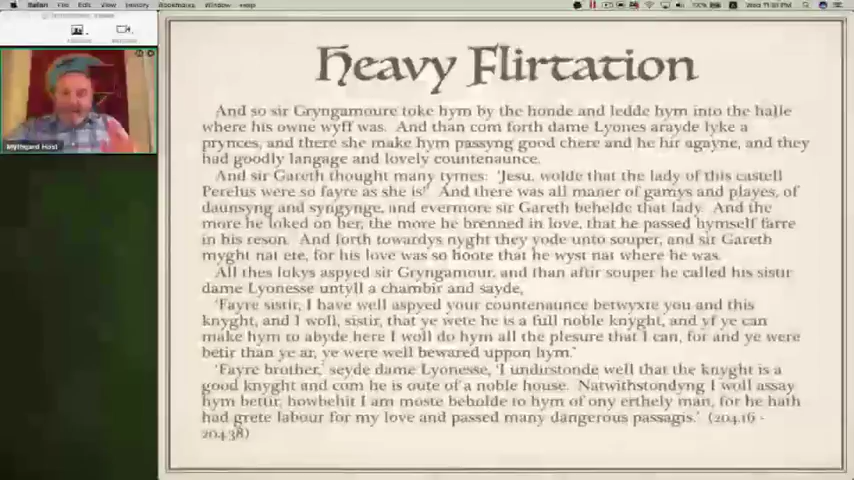 Edit View History Bookmarks Window Help
Mythgard Host
Heavy Flirtation
And so sir Gryngamoure toke hym by the honde and ledde hym into the halle
where his owne wyff was. And than com forth dame Lyones arayde lyke a
prynces, and there she make hym passyng good chere and he hir agayne, and they
had goodly langage and lovely countenaunce.
And sir Gareth thought many tymes: 'Jesu, wolde that the lady of this castell
Perelus were so fayre as she is!' And there was all maner of gamys and playes, of
daunsyng and syngynge, and evermore sir Gareth behelde that lady. And the
more he loked on her, the more he brenned in love, that he passed hymself farre
in his reson. And forth towardys nyght they yode unto souper, and sir Gareth
myght nat ete, for his love was so hoote that he wyst nat where he was.
All thes lokys aspyed sir Gryngamour, and than aftir souper he called his sistir
dame Lyonesse untyll a chambir and sayde,
'Fayre sistir, I have well aspyed your countenaunce betwyxte you and this
knyght, and I woll, sistir, that ye wete he is a full noble knyght, and yf ye can
make hym to abyde here I woll do hym all the plesure that I can, for and ye were
betir than ye ar, ye were well bewared uppon hym.'
'Fayre brother,' seyde dame Lyonesse, 'I undirstonde well that the knyght is a
good knyght and com he is oute of a noble house. Natwithstondyng I woll assay
hym bettir, howbehit I am moste beholde to hym of ony erthely man, for he hath
had grete labour for my love and passed many dangerous passagis.' (204.16 -
204.38)